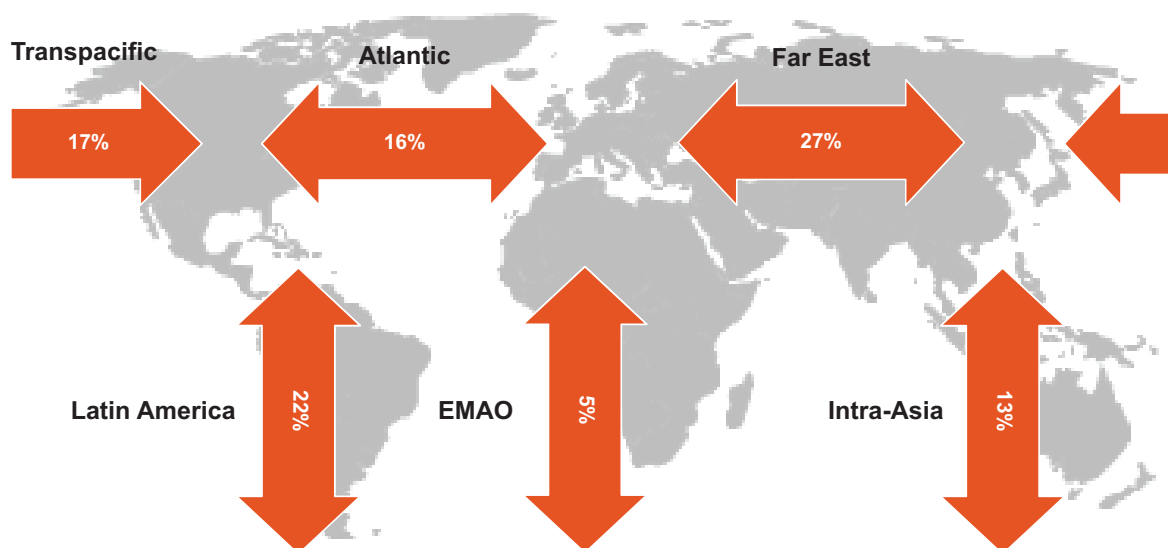 Transpacific
Atlantic
Far East
17%
16%
27%
Latin America
22%
EMAO
5%
Intra-Asia
13%